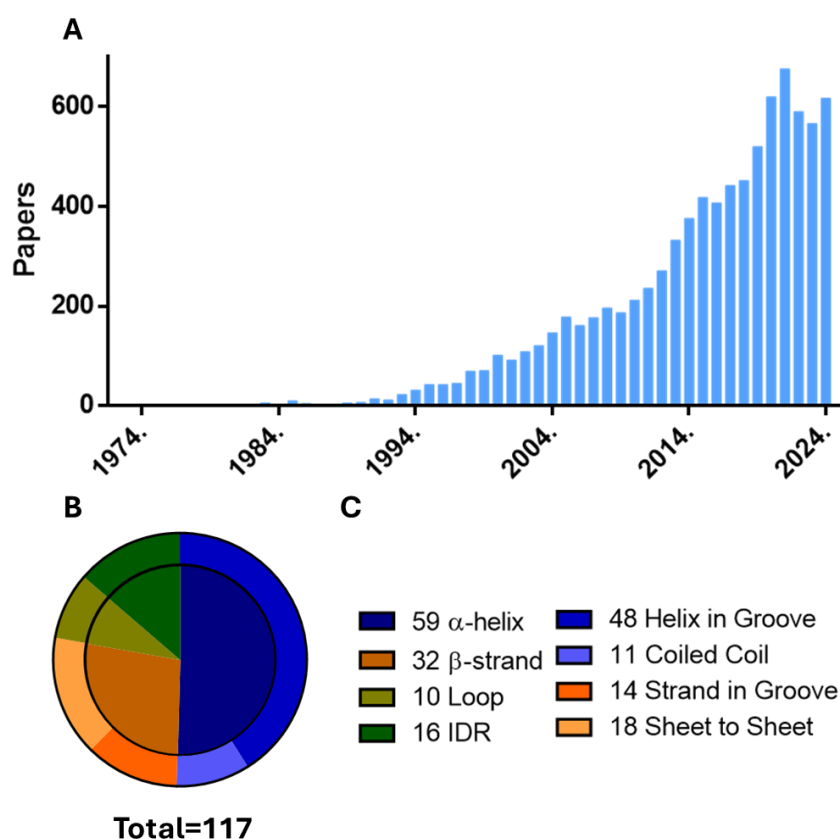 A
Papers
600
400
200
0
1974.
1984.
1994.
2004.
2014.
2024.
B
C
59 α-helix
32 β-strand
10 Loop
16 IDR
48 Helix in Groove
11 Coiled Coil
14 Strand in Groove
18 Sheet to Sheet
Total=117